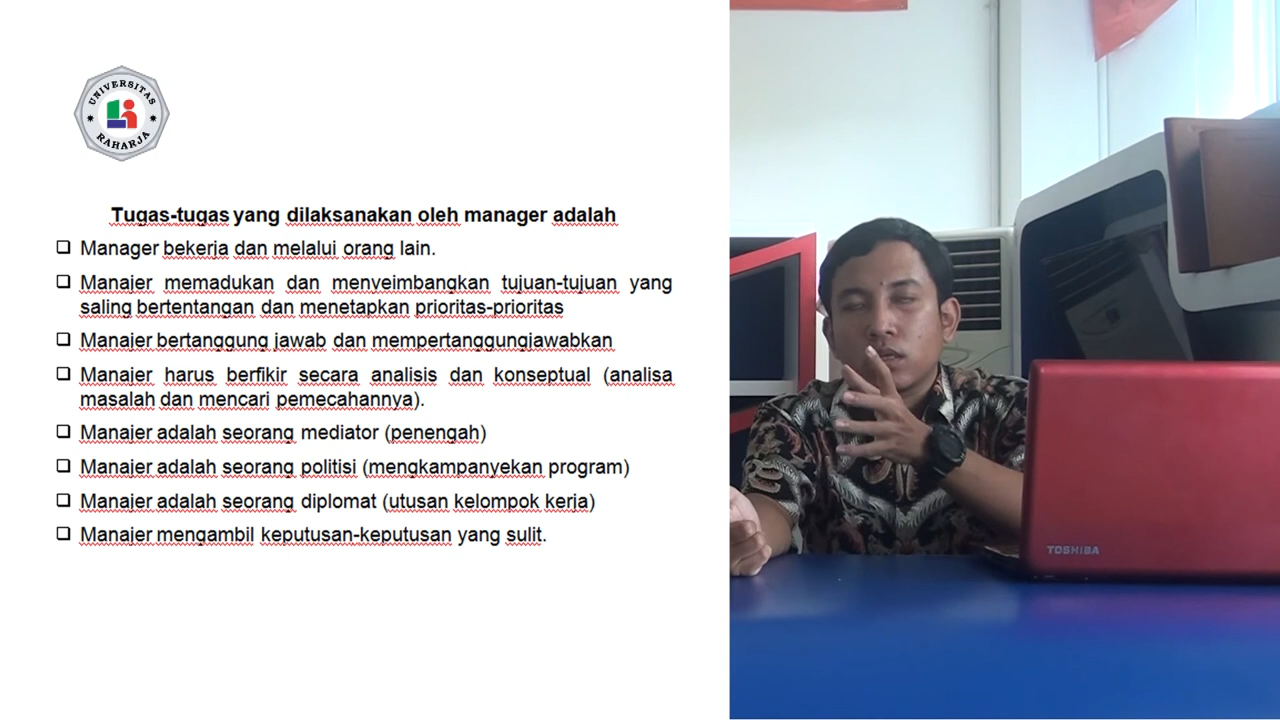 UNIVERSITAS
RAHARJA
Tugas-tugas yang dilaksanakan oleh manager adalah
Manager bekerja dan melalui orang lain.
Manajer memadukan dan menyeimbangkan tujuan-tujuan yang
saling bertentangan dan menetapkan prioritas-prioritas
Manajer bertanggung jawab dan mempertanggungjawabkan
Manajer harus berfikir secara analisis dan konseptual (analisa
masalah dan mencari pemecahannya).
Manajer adalah seorang mediator (penengah)
Manajer adalah seorang politisi (mengkampanyekan program)
Manajer adalah seorang diplomat (utusan kelompok kerja)
Manajer mengambil keputusan-keputusan yang sulit.
TOSHIBA